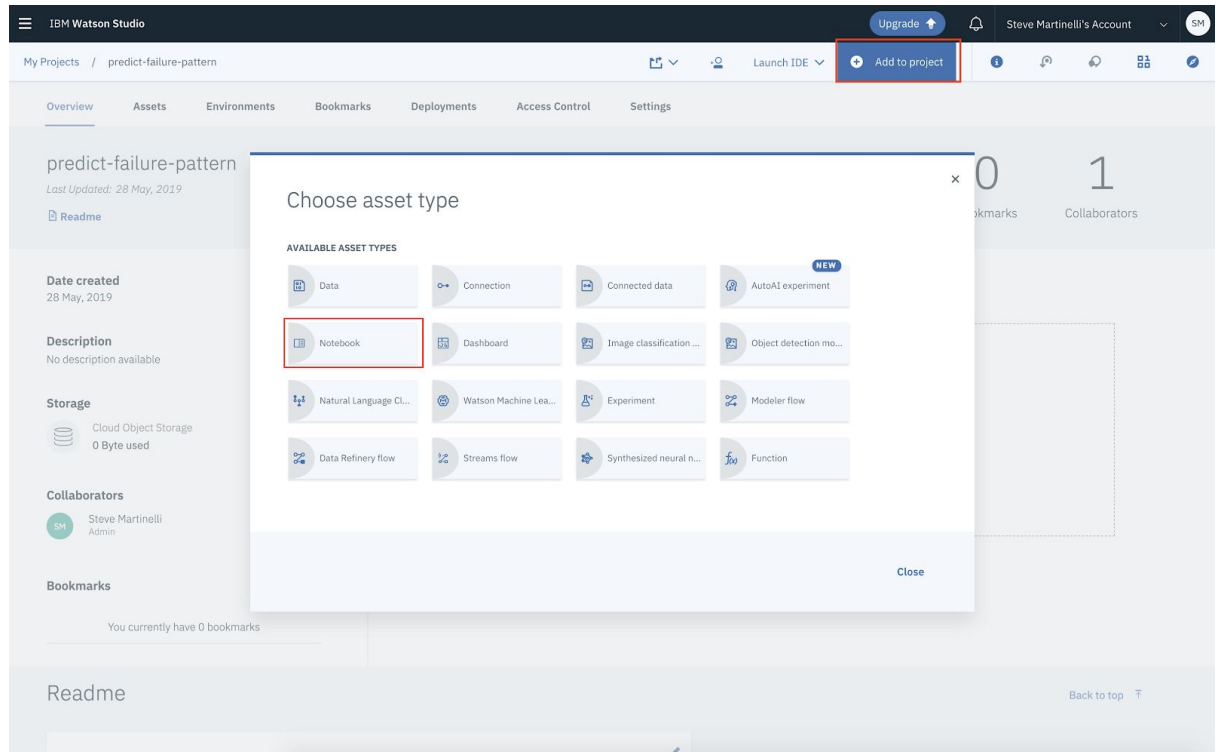 IBM Watson Studio
Upgrade
Steve Martinelli's Account
SM
My Projects / predict-failure-pattern
Launch IDE
Add to project
Overview
Assets
Environments
Bookmarks
Deployments
Access Control
Settings
predict-failure-pattern
Last Updated: 28 May, 2019
Readme
0
1
okmarks
Collaborators
Choose asset type
×
AVAILABLE ASSET TYPES
NEW
Data
Connection
Connected data
AutoAI experiment
Notebook
Dashboard
Image classification ...
Object detection mo...
Natural Language Cl...
Watson Machine Lea...
Experiment
Modeler flow
Data Refinery flow
Streams flow
Synthesized neural n...
f(x) Function
Close
Date created
28 May, 2019
Description
No description available
Storage
Cloud Object Storage
0 Byte used
Collaborators
SM
Steve Martinelli
Admin
Bookmarks
You currently have 0 bookmarks
Readme
Back to top